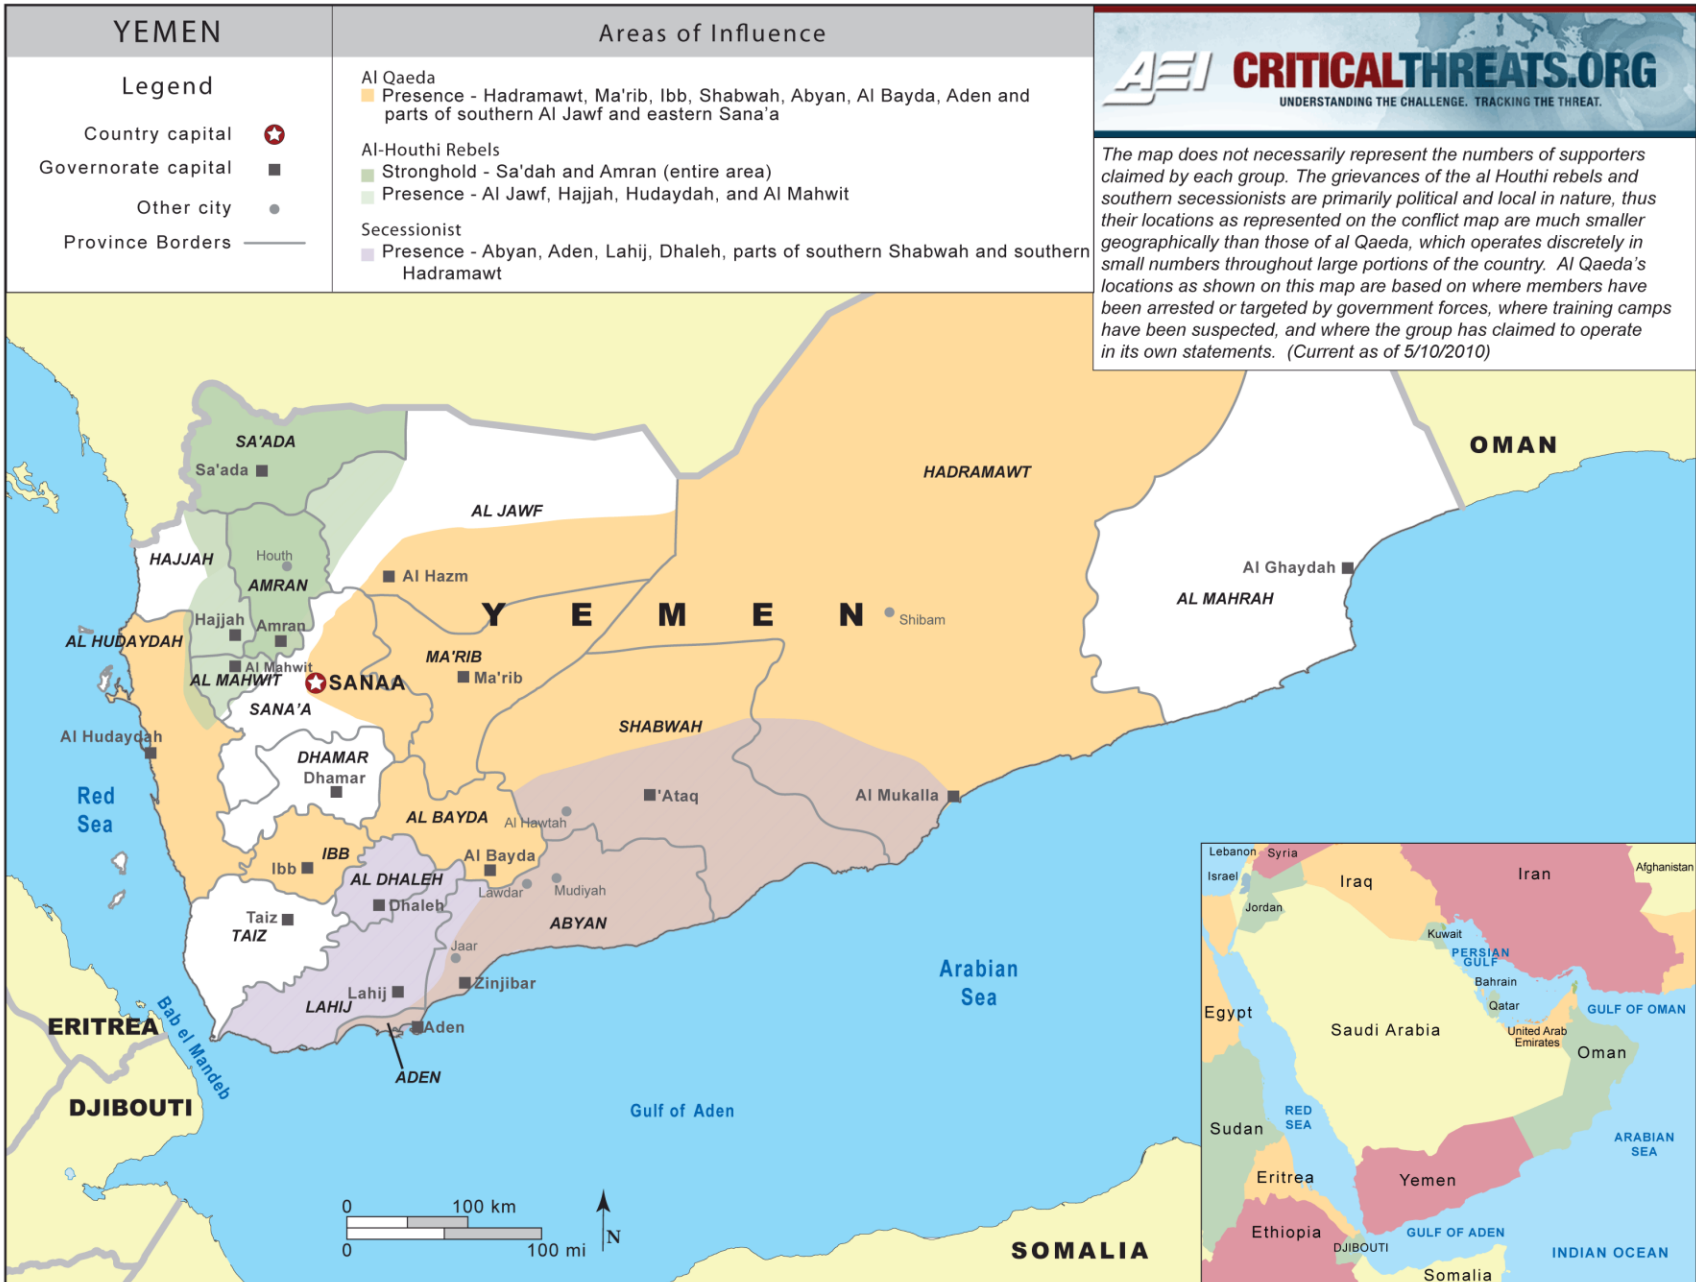 YEMEN
Legend
Country capital
Governorate capital
Other city
Province Borders
Areas of Influence
Al Qaeda
Presence - Hadramawt, Ma'rib, Ibb, Shabwah, Abyan, Al Bayda, Aden and
parts of southern Al Jawf and eastern Sana'a
Al-Houthi Rebels
Stronghold - Sa'dah and Amran (entire area)
Presence - Al Jawf, Hajjah, Hudaydah, and Al Mahwit
Secessionist
Presence - Abyan, Aden, Lahij, Dhaleh, parts of southern Shabwah and southern
Hadramawt
AEI CRITICALTHREATS.ORG
UNDERSTANDING THE CHALLENGE. TRACKING THE THREAT.
The map does not necessarily represent the numbers of supporters
claimed by each group. The grievances of the al Houthi rebels and
southern secessionists are primarily political and local in nature, thus
their locations as represented on the conflict map are much smaller
geographically than those of al Qaeda, which operates discretely in
small numbers throughout large portions of the country. Al Qaeda's
locations as shown on this map are based on where members have
been arrested or targeted by government forces, where training camps
have been suspected, and where the group has claimed to operate
in its own statements. (Current as of 5/10/2010)
SA'ADA
Sa'ada
OMAN
HADRAMAWT
AL JAWF
HAJJAH
Houth
AMRAN
Al Hazm
Al Ghaydah
AL MAHRAH
YEMEN
Shibam
Hajjah
Amran
AL HUDAYDAH
MA'RIB
Ma'rib
Al Mahwit
AL MAHWIT
SANAA
SANA'A
SHABWAH
Al Hudaydah
DHAMAR
Dhamar
Red
Sea
'Ataq
Al Mukalla
AL BAYDA
Al Hawtah
IBB
Ibb
Al Bayda
AL DHALEH
Lawdar
Mudiyah
Dhaleh
Taiz
TAIZ
ABYAN
Jaar
Zinjibar
Lahij
LAHIJ
Aden
ADEN
Arabian
Sea
ERITREA
Bab el Mandeb
DJIBOUTI
Gulf of Aden
0 100 km
0 100 mi
N
SOMALIA
Lebanon
Syria
Israel
Iraq
Iran
Afghanistan
Jordan
Kuwait
PERSIAN
GULF
Bahrain
Qatar
Egypt
GULF OF OMAN
Saudi Arabia
United Arab
Emirates
Oman
RED
SEA
Sudan
ARABIAN
SEA
Eritrea
Yemen
Ethiopia
DJIBOUTI
GULF OF ADEN
INDIAN OCEAN
Somalia